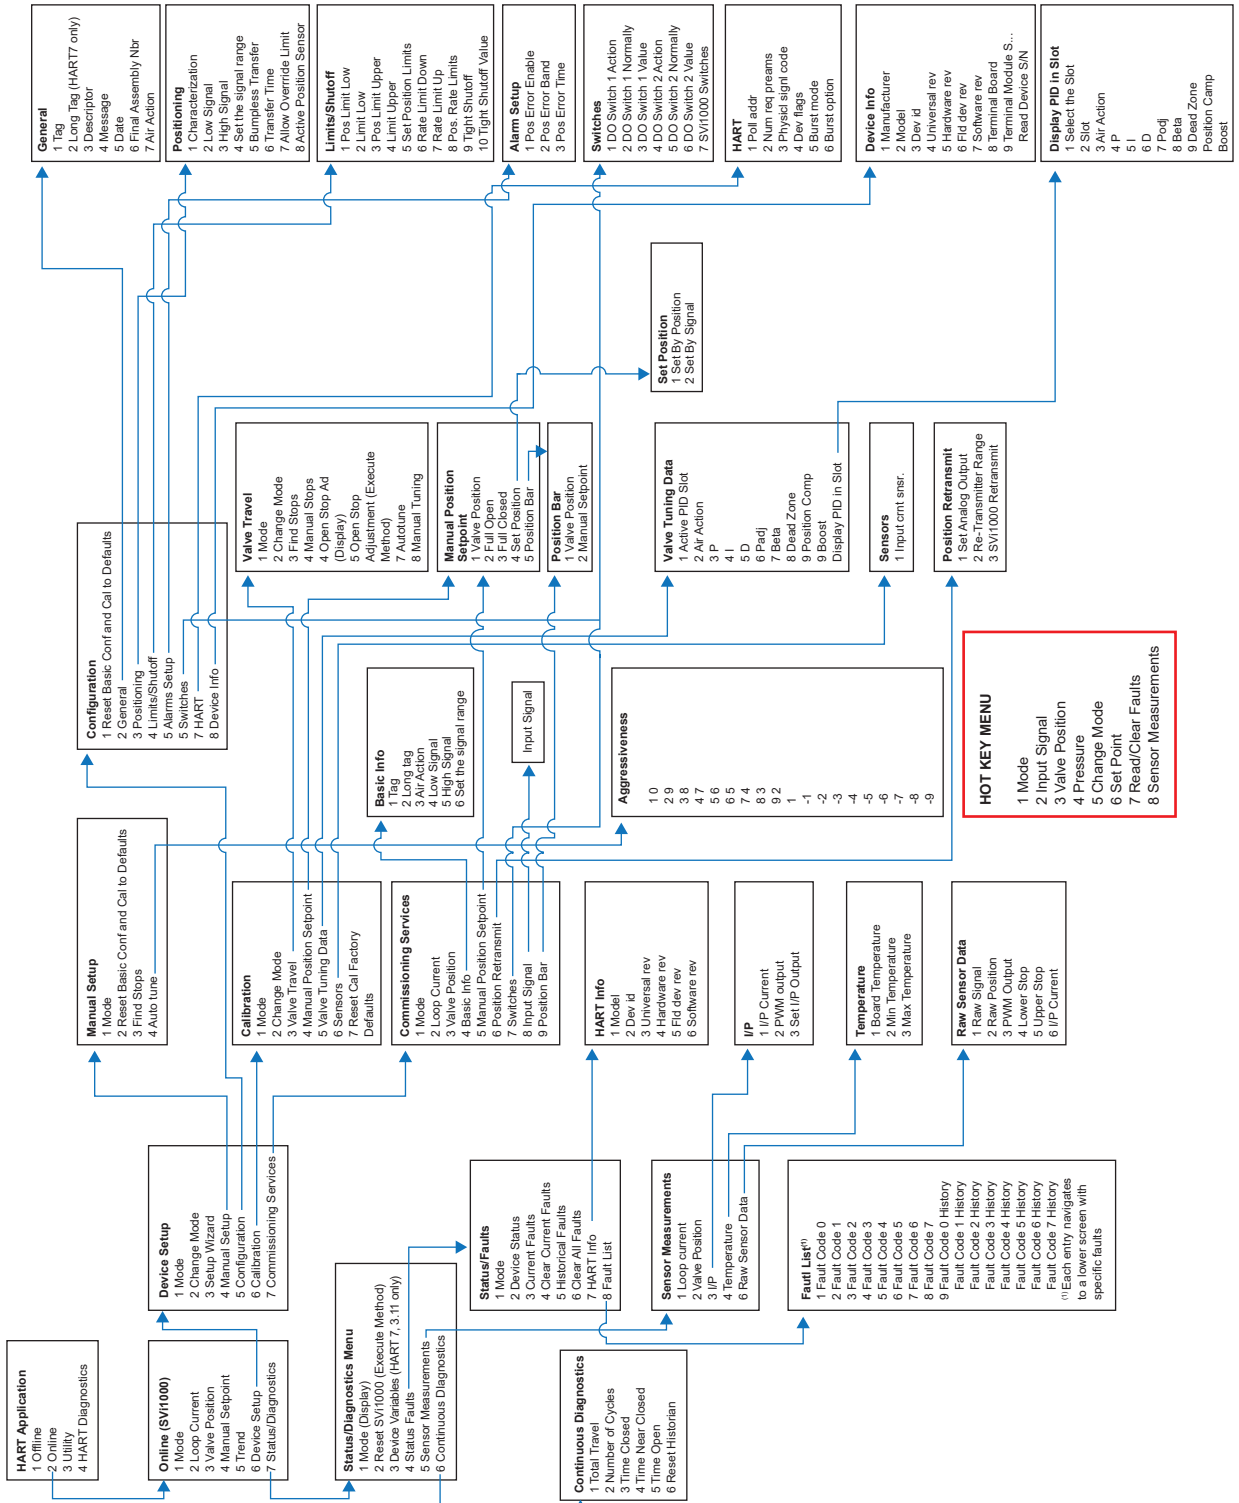 HART Application
1 Offline
2 Online
3 Utility
4 HART Diagnostics
Online (SVi1000)
1 Mode
2 Loop Current
3 Valve Position
4 Manual Setpoint
5 Trend
6 Device Setup
7 Status/Diagnostics
Status/Diagnostics Menu
1 Mode (Display)
2 Reset SVi1000 (Execute Method)
3 Device Variables (HART 7, 3.11 only)
4 Status Faults
5 Sensor Measurements
6 Continuous Diagnostics
Continuous Diagnostics
1 Total Travel
2 Number of Cycles
3 Time Closed
4 Time Near Closed
5 Time Open
6 Reset Historian
Device Setup
1 Mode
2 Change Mode
3 Setup Wizard
4 Manual Setup
5 Configuration
6 Calibration
7 Commissioning Services
Status/Faults
1 Mode
2 Device Status
3 Current Faults
4 Clear Current Faults
5 Historical Faults
6 Clear All Faults
7 HART Info
8 Fault List
Sensor Measurements
1 Loop current
2 Valve Position
3 I/P
4 Temperature
6 Raw Sensor Data
Fautl List(1)
1 Fault Code 0
2 Fault Code 1
2 Fault Code 2
3 Fault Code 3
4 Fault Code 4
5 Fault Code 5
6 Fault Code 6
7 Fault Code 7
8 Fault Code 0 History
9 Fault Code 1 History
Fault Code 2 History
Fault Code 3 History
Fault Code 4 History
Fault Code 5 History
Fault Code 6 History
Fault Code 7 History
(1) Each entry navigates
to a lower screen with
specific faults
Manual Setup
1 Mode
2 Reset Basic Conf and Cal to Defaults
3 Find Stops
4 Auto tune
Calibration
1 Mode
2 Change Mode
3 Valve Travel
4 Manual Position Setpoint
5 Valve Tuning Data
6 Sensors
7 Reset Cal Factory
Defaults
Commissioning Services
1 Mode
2 Loop Current
3 Valve Position
4 Basic Info
5 Manual Position Setpoint
6 Position Retransmit
7 Switches
8 Input Signal
9 Position Bar
HART Info
1 Model
2 Dev id
3 Universal rev
4 Hardware rev
5 Fld dev rev
6 Software rev
I/P
1 I/P Current
2 PWM output
3 Set I/P Output
Temperature
1 Board Temperature
2 Min Temperature
3 Max Temperature
Raw Sensor Data
1 Raw Signal
2 Raw Position
3 PWM Output
4 Lower Stop
5 Upper Stop
6 I/P Current
Configuration
1 Reset Basic Conf and Cal to Defaults
2 General
3 Positioning
4 Limits/Shutoff
5 Alarms Setup
5 Switches
7 HART
8 Device Info
Basic Info
1 Tag
2 Long tag
3 Air Action
4 Low Signal
5 High Signal
6 Set the signal range
Input Signal
Aggressiveness
1 0
2 9
3 8
4 7
5 6
6 5
7 4
8 3
9 2
1
-1
-2
-3
-4
-5
-6
-7
-8
-9
HOT KEY MENU
1 Mode
2 Input Signal
3 Valve Position
4 Pressure
5 Change Mode
6 Set Point
7 Read/Clear Faults
8 Sensor Measurements
Valve Travel
1 Mode
2 Change Mode
3 Find Stops
4 Manual Stops
4 Open Stop Ad
(Display)
5 Open Stop
Adjustment (Execute
Method)
7 Autotune
8 Manual Tuning
Manual Position
Setpoint
1 Valve Position
2 Full Open
3 Full Closed
4 Set Position
5 Position Bar
Position Bar
1 Valve Position
2 Manual Setpoint
Valve Tuning Data
1 Active PID Slot
2 Air Action
3 P
4 I
5 D
6 Padj
7 Beta
8 Dead Zone
9 Position Comp
9 Boost
Display PID in Slot
Sensors
1 Input crnt snsr.
Position Retransmit
1 Set Analog Output
2 Re-Transmitter Range
3 SVi1000 Retransmit
Set Position
1 Set By Position
2 Set By Signal
General
1 Tag
2 Long Tag (HART7 only)
3 Descriptor
4 Message
5 Date
6 Final Assembly Nbr
7 Air Action
Positioning
1 Characterization
2 Low Signal
3 High Signal
4 Set the signal range
5 Bumpless Transfer
6 Transfer Time
7 Allow Override Limit
8 Active Position Sensor
Limits/Shutoff
1 Pos Limit Low
2 Limit Low
3 Pos Limit Upper
4 Limit Upper
5 Set Position Limits
6 Rate Limit Down
7 Rate Limit Up
8 Pos. Rate Limits
9 Tight Shutoff
10 Tight Shutoff Value
Alarm Setup
1 Pos Error Enable
2 Pos Error Band
3 Pos Error Time
Switches
1 DO Switch 1 Action
2 DO Switch 1 Normally
3 DO Switch 1 Value
4 DO Switch 2 Action
5 DO Switch 2 Normally
6 DO Switch 2 Value
7 SVi1000 Switches
HART
1 Poll addr
2 Num req preams
3 Physicl signl code
4 Dev flags
5 Burst mode
6 Burst option
Device Info
1 Manufacturer
2 Model
3 Dev id
4 Universal rev
5 Hardware rev
6 Fld dev rev
7 Software rev
8 Terminal Board
9 Terminal Module S...
Read Device S/N
Display PID in Slot
1 Select the Slot
2 Slot
3 Air Action
4 P
5 I
6 D
7 Podj
8 Beta
9 Dead Zone
Position Camp
Boost